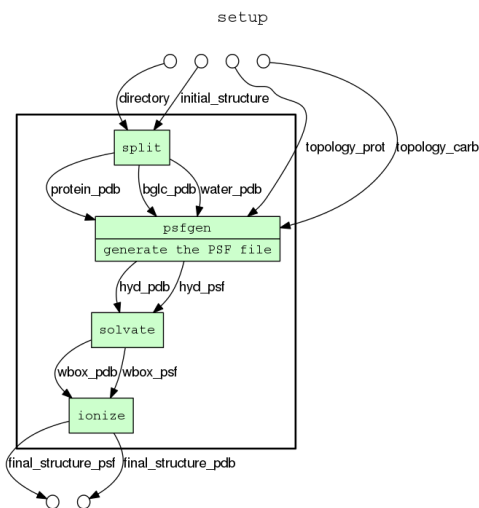 setup
directory
initial_structure
topology_prot
topology_carb
split
protein_pdb
bglc_pdb
water_pdb
psfgen
generate the PSF file
hyd_pdb
hyd_psf
solvate
wbox_pdb
wbox_psf
ionize
final_structure_psf
final_structure_pdb